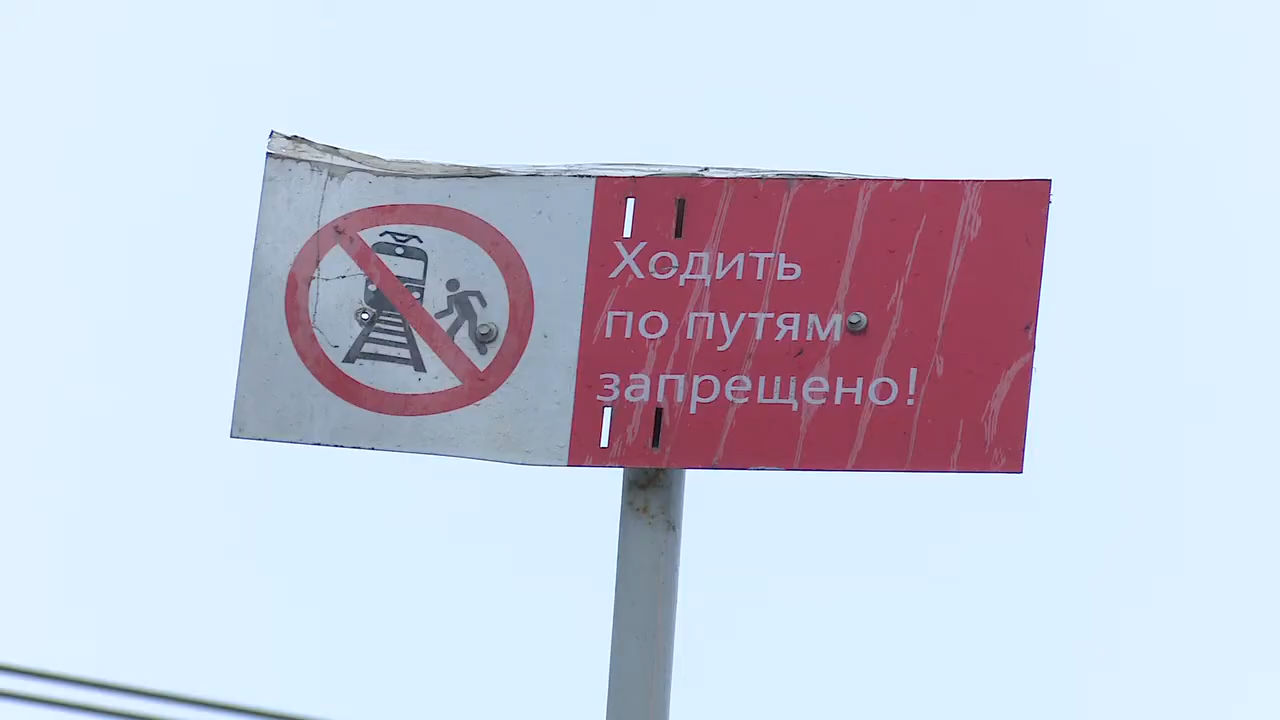 Ходить
по путям
запрещено!